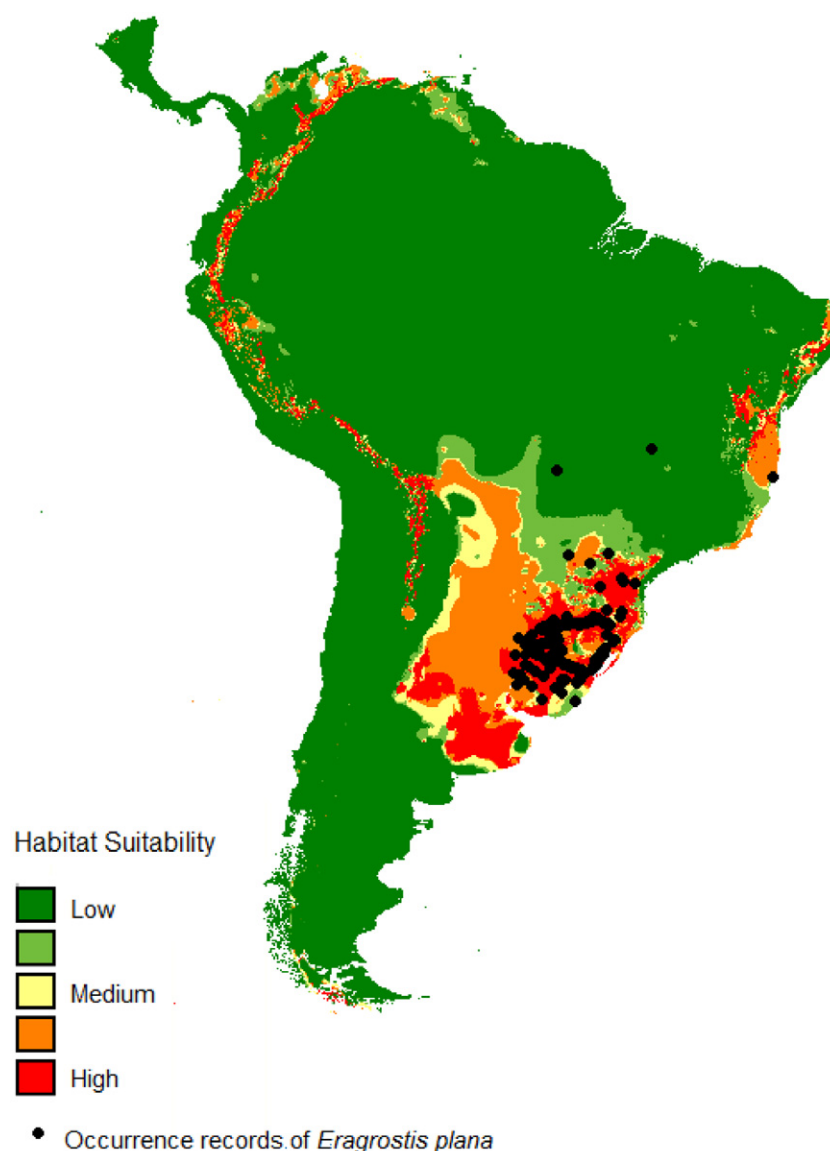 Habitat Suitability
Low
Medium
High
Occurrence records.of Eragrostis plana